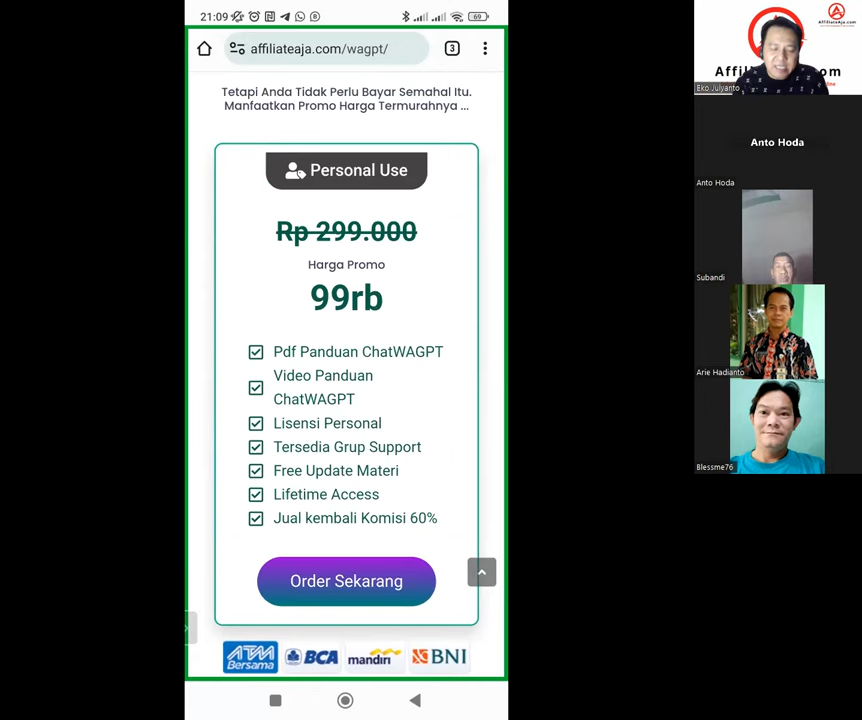 21:09
69
affiliateaja.com/wagpt/
3
Tetapi Anda Tidak Perlu Bayar Semahal Itu.
Manfaatkan Promo Harga Termurahnya ...
Personal Use
Rp 299.000
Harga Promo
99rb
Pdf Panduan ChatWAGPT
Video Panduan
ChatWAGPT
Lisensi Personal
Tersedia Grup Support
Free Update Materi
Lifetime Access
Jual kembali Komisi 60%
Order Sekarang
ATM
Bersama
BCA
mandiri
BNI
AffiliateAja.com
Eko Julyanto
Anto Hoda
Anto Hoda
Subandi
Arie Hadianto
Blessme76